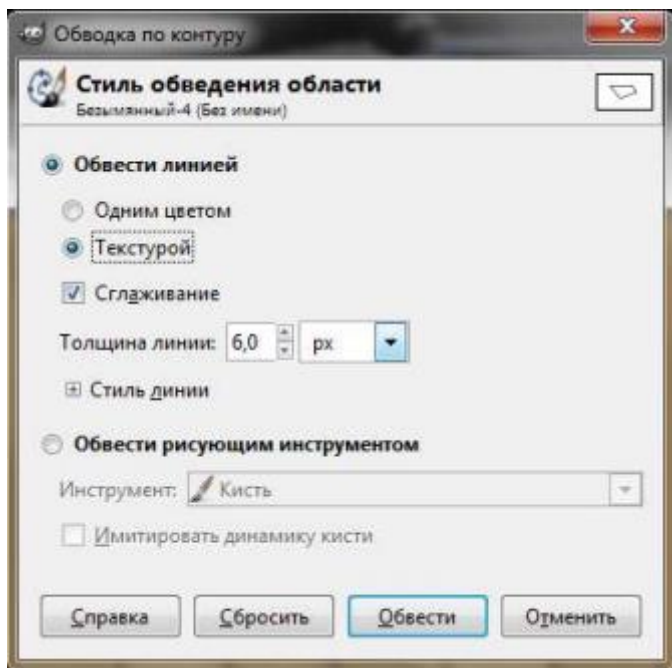 Обводка по контуру
Стиль обведения области
Безымянный-4 (Без имени)
Обвести линией
Одним цветом
Текстурой
Сглаживание
Толщина линии: 6,0 px
Стиль линии
Обвести рисующим инструментом
Инструмент: Кисть
Имитировать динамику кисти
Справка Сбросить Обвести Отменить